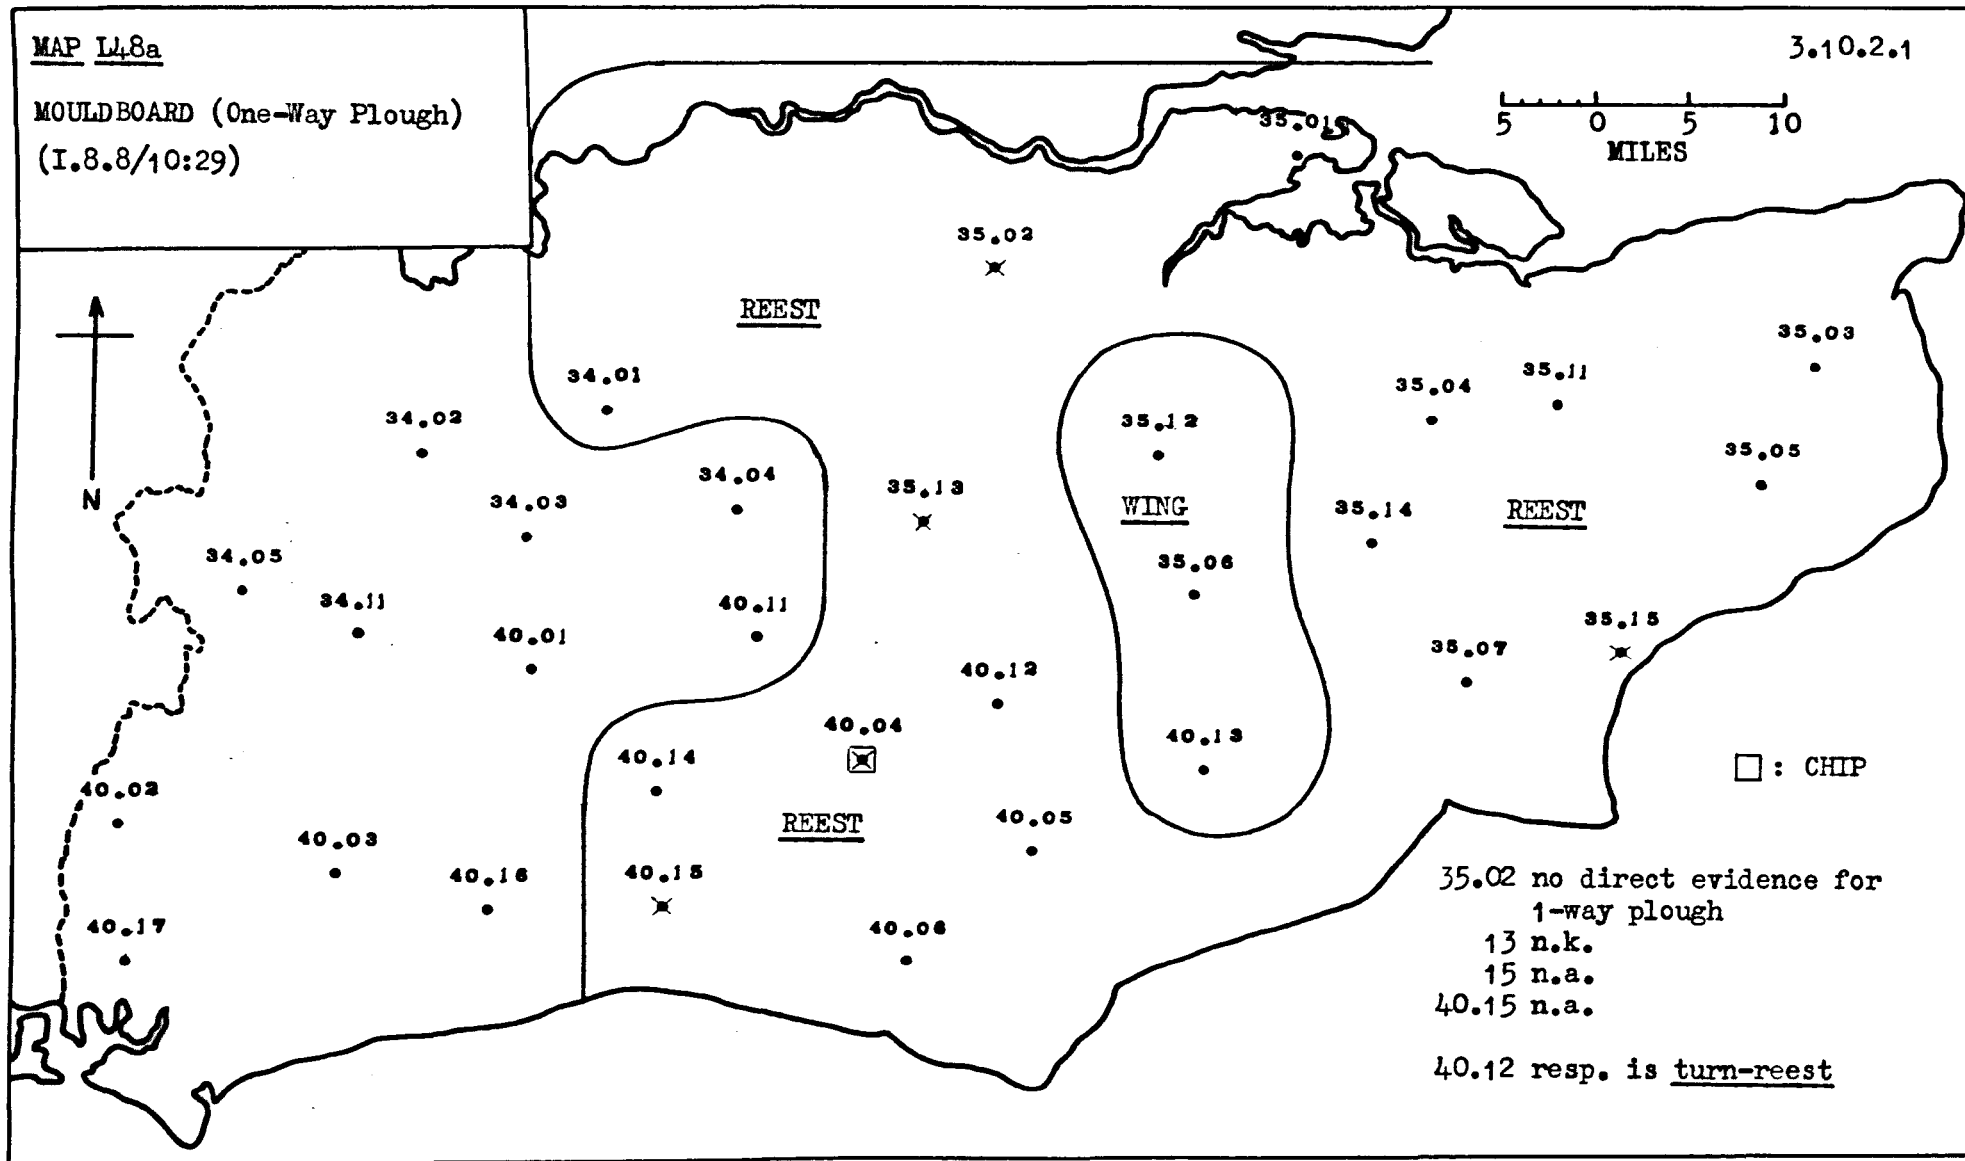 MAP L48a
3.10.2.1
MOULDBOARD (One-Way Plough)
(I.8.8/10:29)
5 0 5 10
MILES
35.01
35.02
REEST
35.03
34.01
35.04
35.11
34.02
35.12
35.05
34.04
35.13
34.03
WING
35.14
REEST
N
34.05
35.06
34.11
40.11
40.01
35.15
35.07
40.12
40.04
40.13
40.14
□ : CHIP
40.02
REEST
40.05
40.03
40.16
40.15
35.02 no direct evidence for
1-way plough
40.17
40.06
13 n.k.
15 n.a.
40.15 n.a.
40.12 resp. is turn-reest